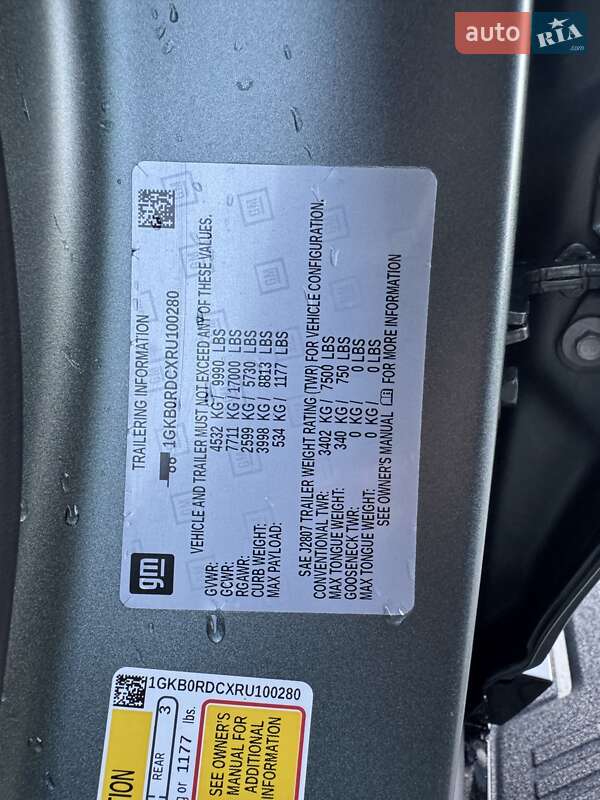 auto RIA .com
TRAILERING INFORMATION
1GKB0RDCXRU100280
gm
VEHICLE AND TRAILER MUST NOT EXCEED ANY OF THESE VALUES.
GVWR: 4532 KG / 9990 LBS
GCWR: 7711 KG / 17000 LBS
RGAWR: 2599 KG / 5730 LBS
CURB WEIGHT: 3998 KG / 8813 LBS
MAX PAYLOAD: 534 KG / 1177 LBS
SAE J2807 TRAILER WEIGHT RATING (TWR) FOR VEHICLE CONFIGURATION.
CONVENTIONAL TWR: 3402 KG / 7500 LBS
MAX TONGUE WEIGHT: 340 KG / 750 LBS
GOOSENECK TWR: 0 KG / 0 LBS
MAX TONGUE WEIGHT: 0 KG / 0 LBS
SEE OWNER'S MANUAL FOR MORE INFORMATION
1GKB0RDCXRU100280
REAR 3
or 1177 lbs.
SEE OWNER'S
MANUAL FOR
ADDITIONAL
INFORMATION